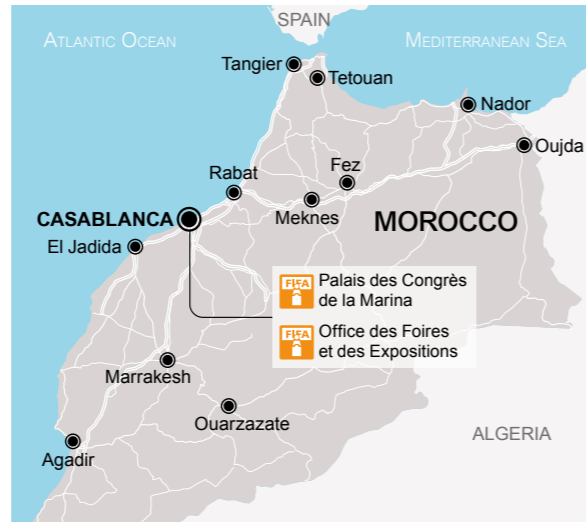 SPAIN
ATLANTIC OCEAN
MEDITERRANEAN SEA
Tangier
Tetouan
Nador
Oujda
Fez
Rabat
Meknes
CASABLANCA
MOROCCO
El Jadida
FIFA
Palais des Congrès
de la Marina
FIFA
Office des Foires
et des Expositions
Marrakesh
Ouarzazate
ALGERIA
Agadir